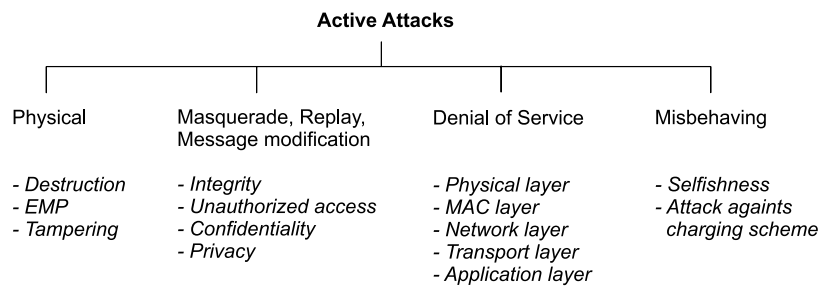 Active Attacks
Physical
Masquerade, Replay,
Message modification
Denial of Service
Misbehaving
- Destruction
- EMP
- Tampering
- Integrity
- Unauthorized access
- Confidentiality
- Privacy
- Physical layer
- MAC layer
- Network layer
- Transport layer
- Application layer
- Selfishness
- Attack againts
charging scheme